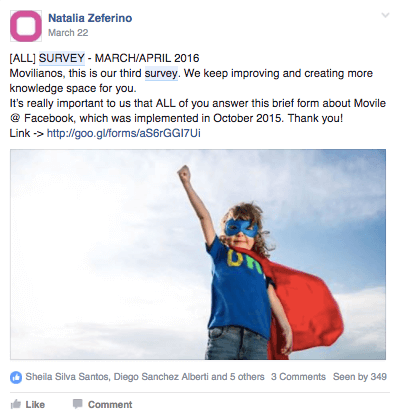 Natalia Zeferino
March 22
[ALL] SURVEY - MARCH/APRIL 2016
Movilianos, this is our third survey. We keep improving and creating more
knowledge space for you.
It's really important to us that ALL of you answer this brief form about Movile
@ Facebook, which was implemented in October 2015. Thank you!
Link -> http://goo.gl/forms/aS6rGGI7Ui
Sheila Silva Santos, Diego Sanchez Alberti and 5 others 3 Comments Seen by 349
Like Comment